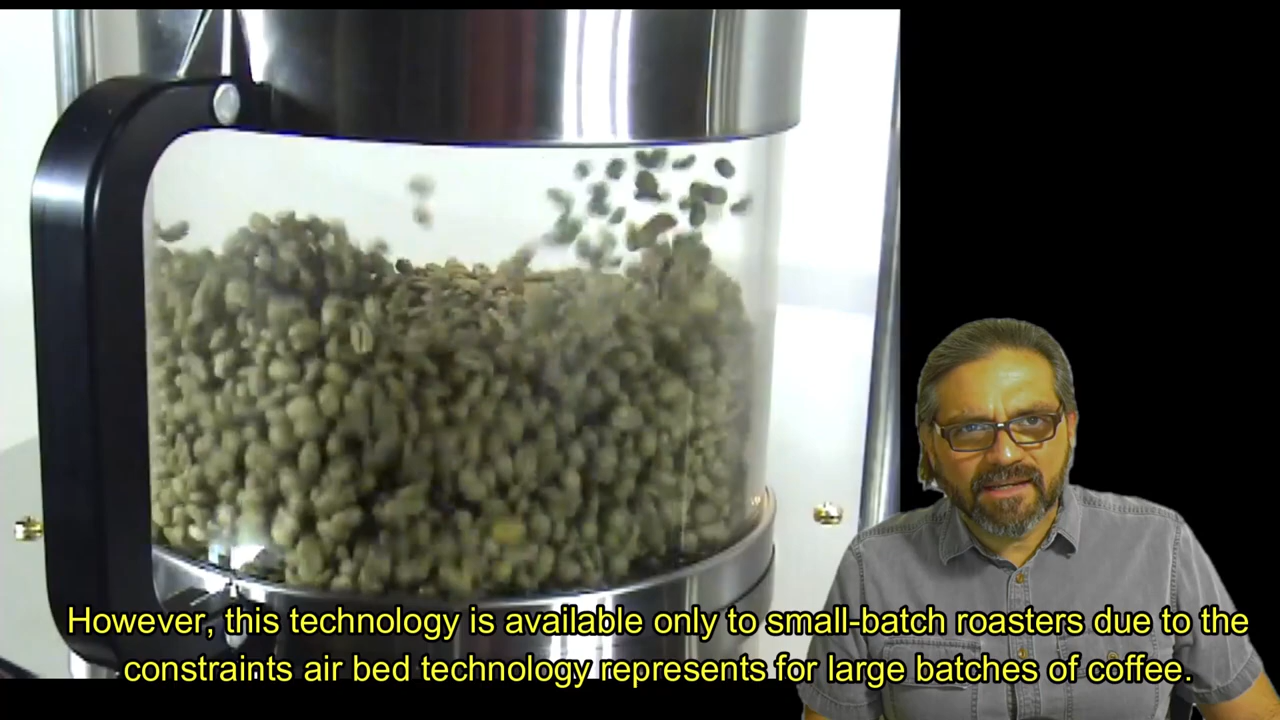 However, this technology is available only to small-batch roasters due to the
constraints air bed technology represents for large batches of coffee.